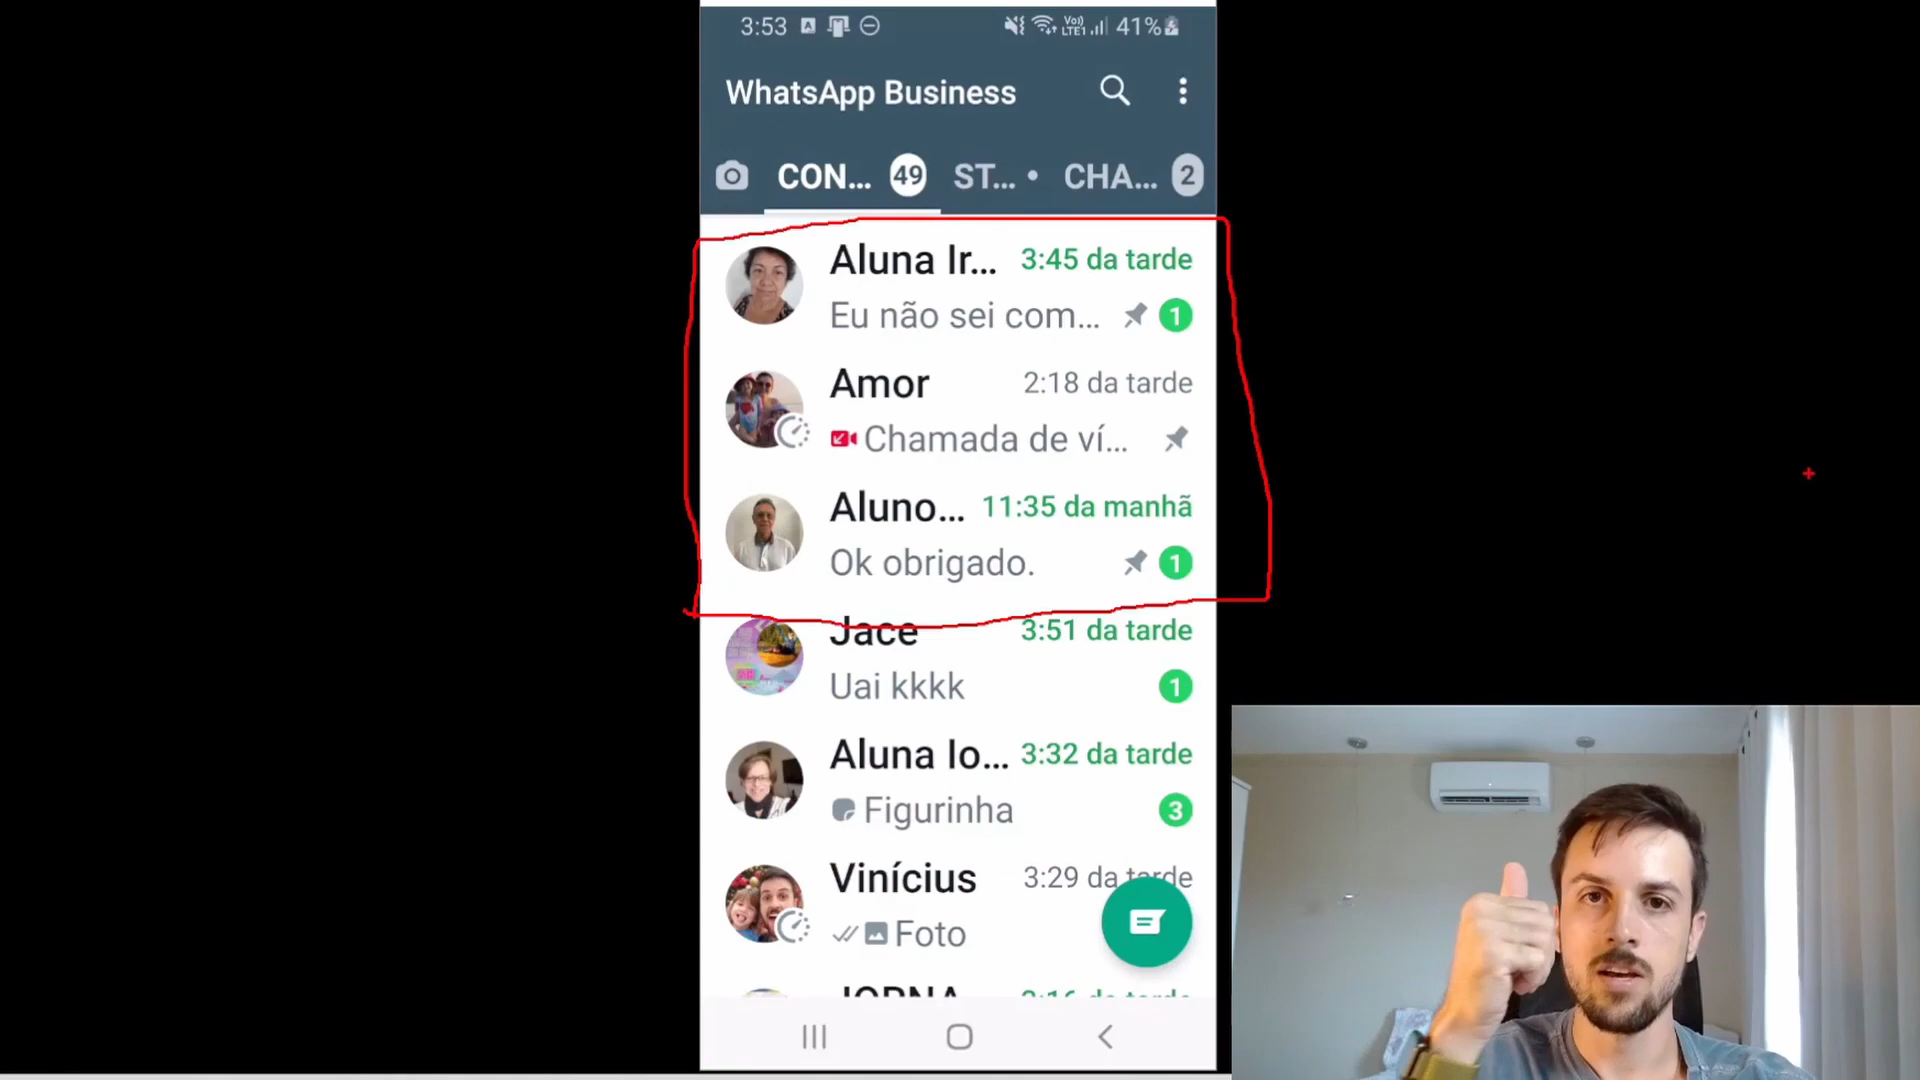 3:53 41%
WhatsApp Business
CON... 49 ST... • CHA... 2
Aluna Ir... 3:45 da tarde
Eu não sei com... 1
Amor 2:18 da tarde
Chamada de ví...
Aluno... 11:35 da manhã
Ok obrigado. 1
Jace 3:51 da tarde
Uai kkkk 1
Aluna Io... 3:32 da tarde
Figurinha 3
Vinícius 3:29 da tarde
Foto